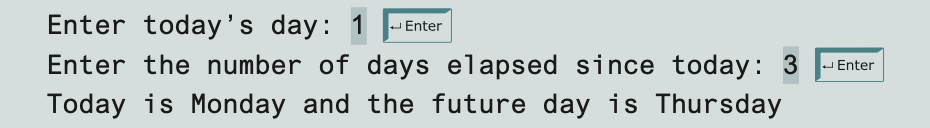 Enter today's day: 1 ↵ Enter
Enter the number of days elapsed since today: 3 ↵ Enter
Today is Monday and the future day is Thursday